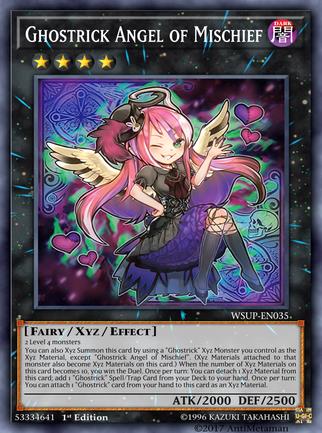 Ghostrick Angel of Mischief
DARK
闇
WSUP-EN035
[Fairy / Xyz / Effect]
2 Level 4 monsters
You can also Xyz Summon this card by using a "Ghostrick" Xyz Monster you control as the
Xyz Material, except "Ghostrick Angel of Mischief". (Xyz Materials attached to that
monster also become Xyz Materials on this card.) When the number of Xyz Materials on
this card becomes 10, you win the Duel. Once per turn: You can detach 1 Xyz Material from
this card; add 1 "Ghostrick" Spell/Trap Card from your Deck to your hand. Once per turn:
You can attach 1 "Ghostrick" card from your hand to this card as an Xyz Material.
ATK/2000 DEF/2500
53334641 1st Edition ©1996 KAZUKI TAKAHASHI
©2017 AntiMetaman